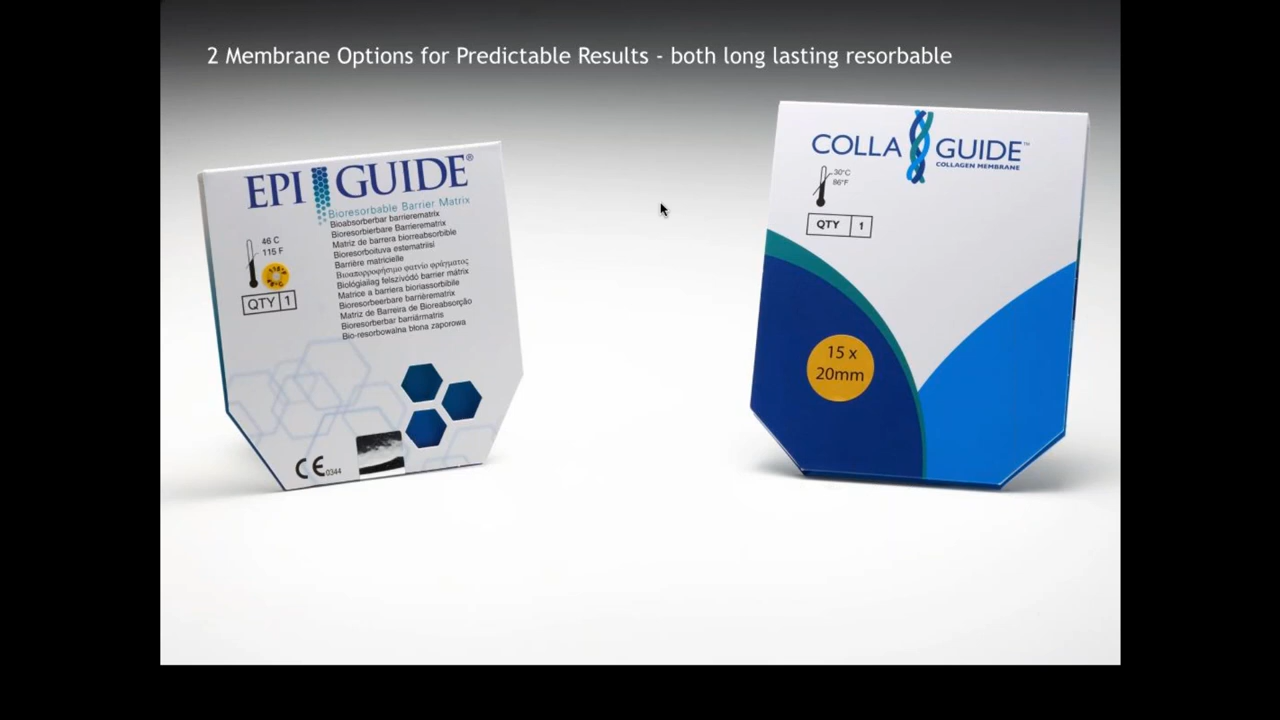 2 Membrane Options for Predictable Results - both long lasting resorbable
EPI GUIDE®
Bioresorbable Barrier Matrix
Bioabsorberbar barrierematrix
Bioresorbierbare Barrierematrix
Matriz de barrera biorreabsorbible
Bioresorboituva estematriisi
Barrière matricielle
Βιοαπορροφήσιμο φατνίο φράγματος
Biológiailag felszívódó barrier mátrix
Matrice a barriera bioriassorbibile
Bioresorbeerbare barrièrematrix
Matriz de Barreira de Bioreabsorção
Bioresorberbar barriärmatris
Bio-resorbowalna błona zaporowa
46 C
115 F
QTY 1
CE 0344
COLLA GUIDE™
COLLAGEN MEMBRANE
30°C
86°F
QTY 1
15 x
20mm